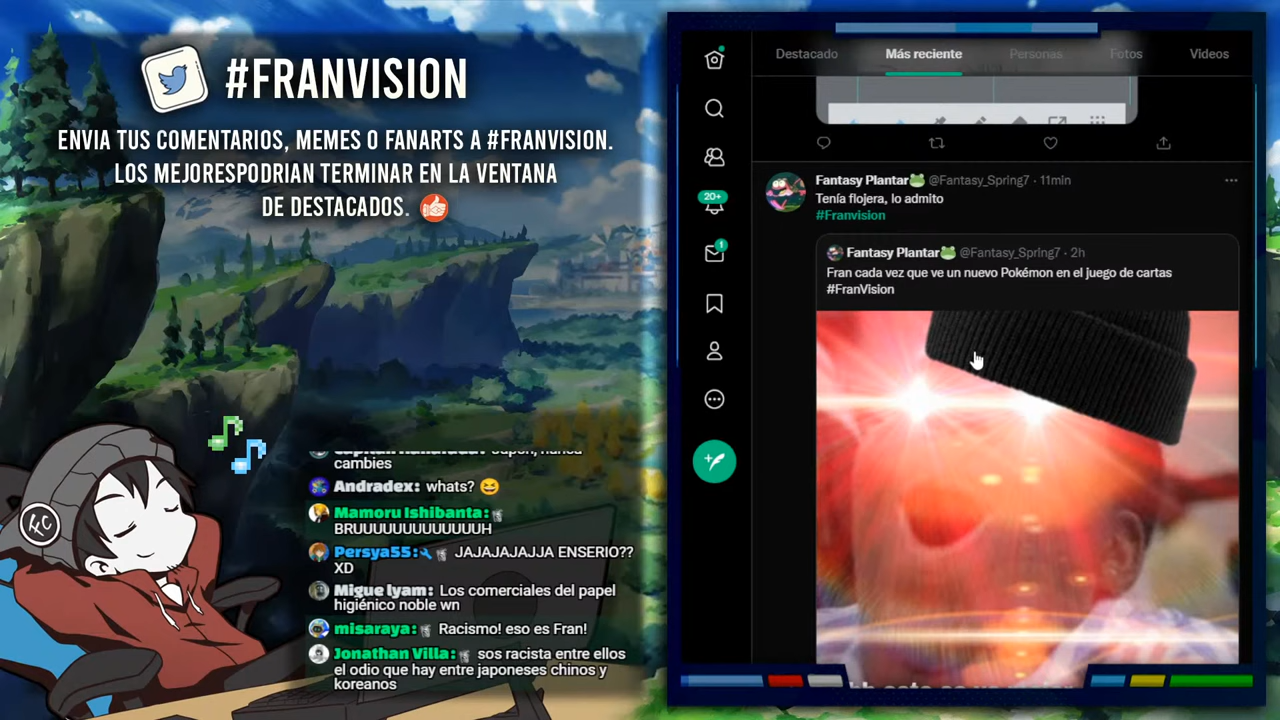 #FRANVISION
ENVIA TUS COMENTARIOS, MEMES O FANARTS A #FRANVISION.
LOS MEJORESPODRIAN TERMINAR EN LA VENTANA
DE DESTACADOS.
cambies
Andradex: whats?
Mamoru Ishibanta:
BRUUUUUUUUUUUUUH
Persya55: JAJAJAJAJJA ENSERIO??
XD
Migue lyam: Los comerciales del papel
higiénico noble wn
misaraya: Racismo! eso es Fran!
Jonathan Villa: sos racista entre ellos
el odio que hay entre japoneses chinos y
koreanos
Destacado Más reciente Personas Fotos Videos
20+
1
Fantasy Plantar @Fantasy_Spring7 · 11min
Tenía flojera, lo admito
#Franvision
Fantasy Plantar @Fantasy_Spring7 · 2h
Fran cada vez que ve un nuevo Pokémon en el juego de cartas
#FranVision